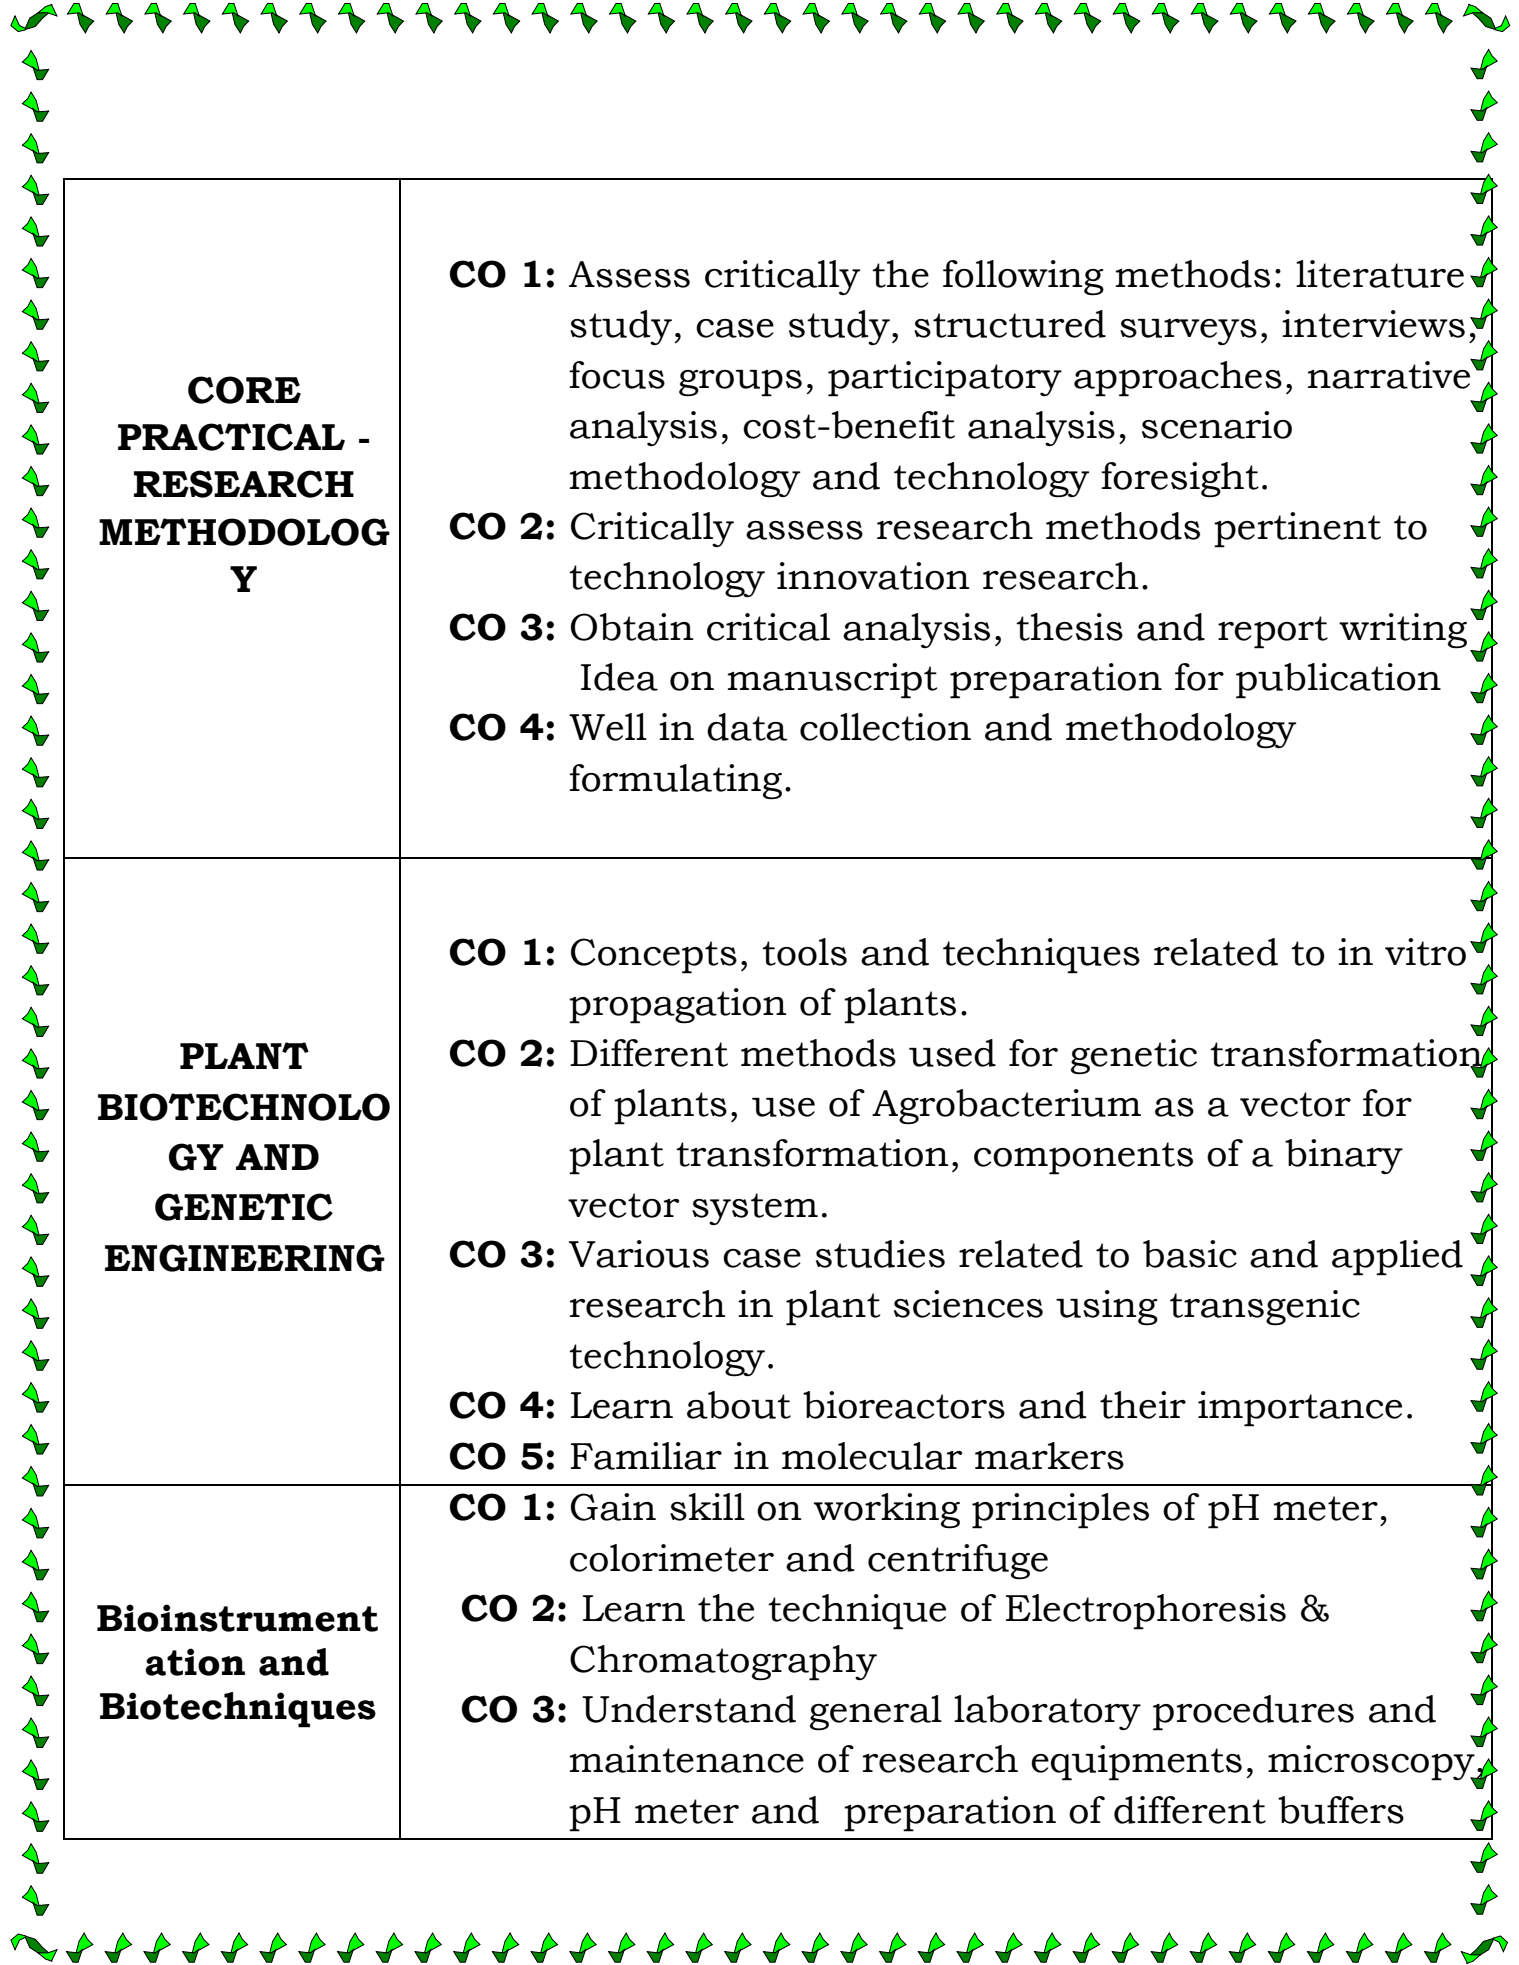 CORE
PRACTICAL -
RESEARCH
METHODOLOG
Y
CO 1: Assess critically the following methods: literature
study, case study, structured surveys, interviews,
focus groups, participatory approaches, narrative
analysis, cost-benefit analysis, scenario
methodology and technology foresight.
CO 2: Critically assess research methods pertinent to
technology innovation research.
CO 3: Obtain critical analysis, thesis and report writing
Idea on manuscript preparation for publication
CO 4: Well in data collection and methodology
formulating.
PLANT
BIOTECHNOLO
GY AND
GENETIC
ENGINEERING
CO 1: Concepts, tools and techniques related to in vitro
propagation of plants.
CO 2: Different methods used for genetic transformation
of plants, use of Agrobacterium as a vector for
plant transformation, components of a binary
vector system.
CO 3: Various case studies related to basic and applied
research in plant sciences using transgenic
technology.
CO 4: Learn about bioreactors and their importance.
CO 5: Familiar in molecular markers
Bioinstrument
ation and
Biotechniques
CO 1: Gain skill on working principles of pH meter,
colorimeter and centrifuge
CO 2: Learn the technique of Electrophoresis &
Chromatography
CO 3: Understand general laboratory procedures and
maintenance of research equipments, microscopy,
pH meter and preparation of different buffers